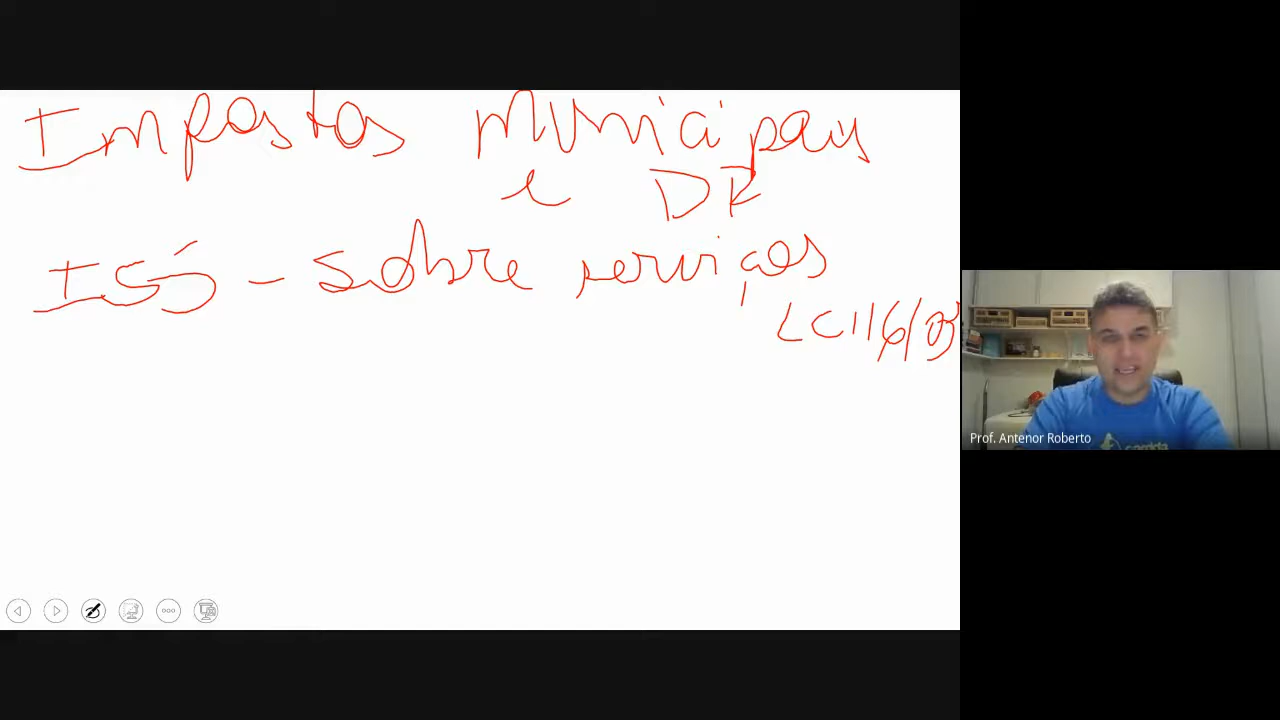 Impostos Municipais
e DF
ISS - sobre serviços
LC 116/03
Prof. Antenor Roberto